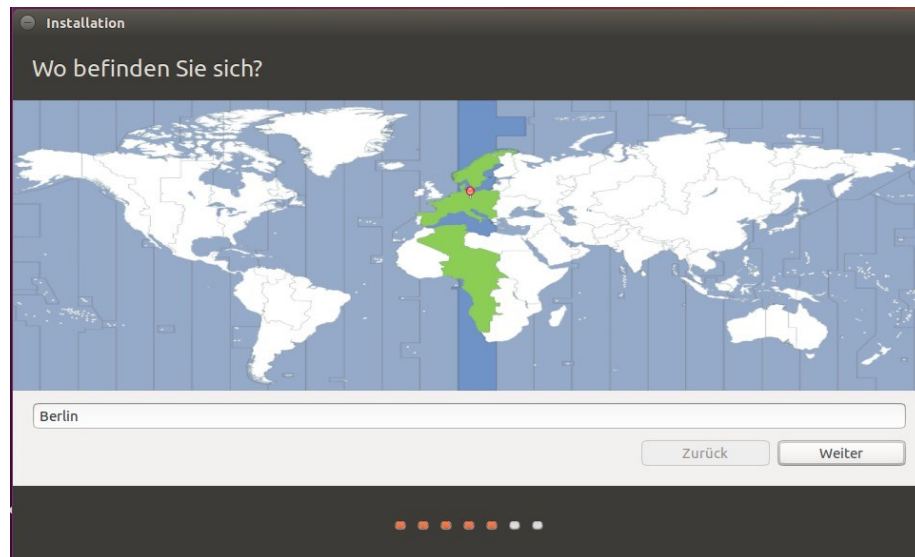 Installation
Wo befinden Sie sich?
Berlin
Zurück
Weiter